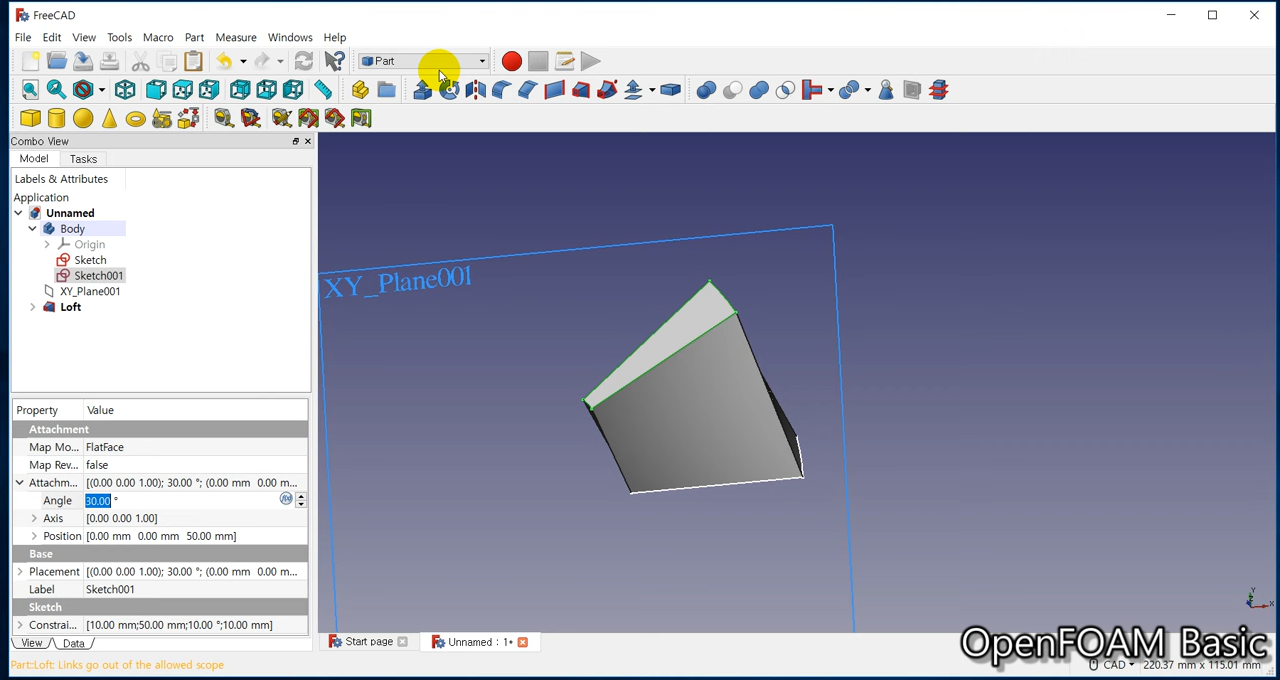 FreeCAD
File Edit View Tools Macro Part Measure Windows Help
Part
Combo View
Model Tasks
Labels & Attributes
Application
Unnamed
Body
Origin
Sketch
Sketch001
XY_Plane001
Loft
XY_Plane001
Property Value
Attachment
Map Mo... FlatFace
Map Rev... false
Attachm... [(0.00 0.00 1.00); 30.00 °; (0.00 mm 0.00 m...
Angle 30.00 °
Axis [0.00 0.00 1.00]
Position [0.00 mm 0.00 mm 50.00 mm]
Base
Placement [(0.00 0.00 1.00); 30.00 °; (0.00 mm 0.00 m...
Label Sketch001
Sketch
Constrai... [10.00 mm;50.00 mm;10.00 °;10.00 mm]
View Data
Start page Unnamed : 1*
Part:Loft: Links go out of the allowed scope
OpenFOAM Basic
CAD 220.37 mm x 115.01 mm
Y
X